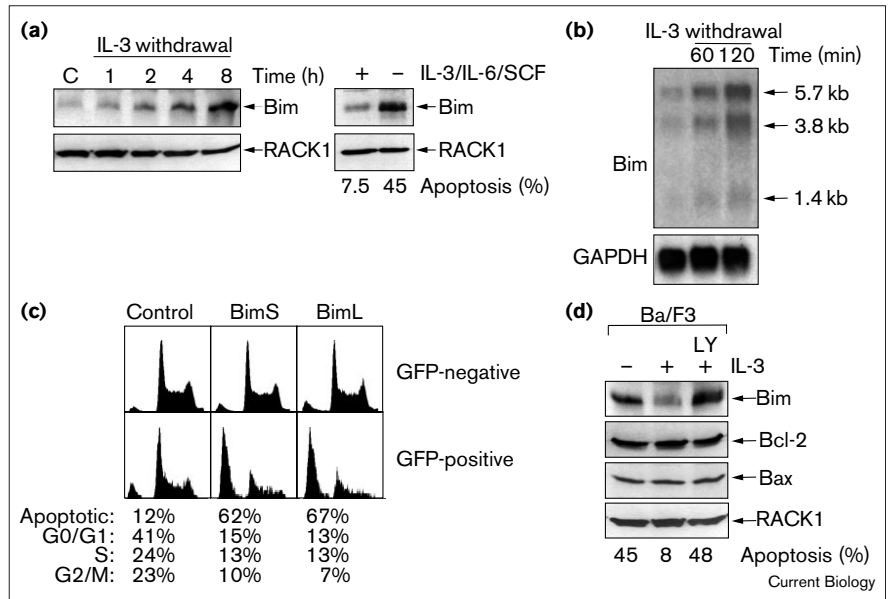 (a)
IL-3 withdrawal
C 1 2 4 8 Time (h)
Bim
RACK1
+ − IL-3/IL-6/SCF
Bim
RACK1
7.5 45 Apoptosis (%)
(b)
IL-3 withdrawal
60 120 Time (min)
5.7 kb
3.8 kb
Bim
1.4 kb
GAPDH
(c)
Control BimS BimL
GFP-negative
GFP-positive
Apoptotic: 12% 62% 67%
G0/G1: 41% 15% 13%
S: 24% 13% 13%
G2/M: 23% 10% 7%
(d)
Ba/F3
LY
− + + IL-3
Bim
Bcl-2
Bax
RACK1
45 8 48 Apoptosis (%)
Current Biology